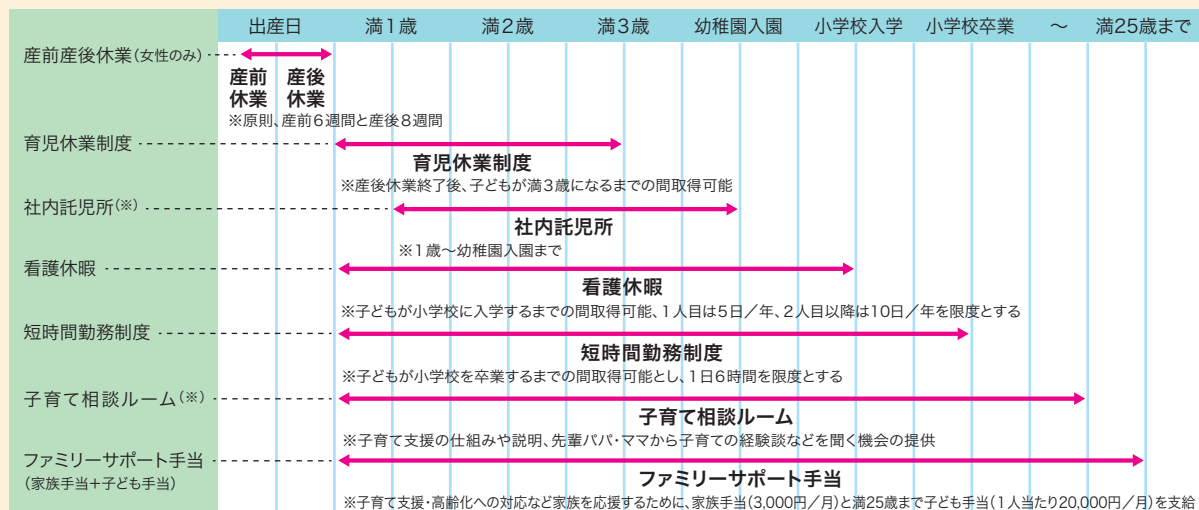 出産日 満1歳 満2歳 満3歳 幼稚園入園 小学校入学 小学校卒業 ～ 満25歳まで
産前産後休業(女性のみ)
産前休業 産後休業
※原則、産前6週間と産後8週間
育児休業制度
育児休業制度
※産後休業終了後、子どもが満3歳になるまでの間取得可能
社内託児所(※)
社内託児所
※1歳～幼稚園入園まで
看護休暇
看護休暇
※子どもが小学校に入学するまでの間取得可能、1人目は5日／年、2人目以降は10日／年を限度とする
短時間勤務制度
短時間勤務制度
※子どもが小学校を卒業するまでの間取得可能とし、1日6時間を限度とする
子育て相談ルーム(※)
子育て相談ルーム
※子育て支援の仕組みや説明、先輩パパ・ママから子育ての経験談などを聞く機会の提供
ファミリーサポート手当
(家族手当+子ども手当)
ファミリーサポート手当
※子育て支援・高齢化への対応など家族を応援するために、家族手当(3,000円／月)と満25歳まで子ども手当(1人当たり20,000円／月)を支給